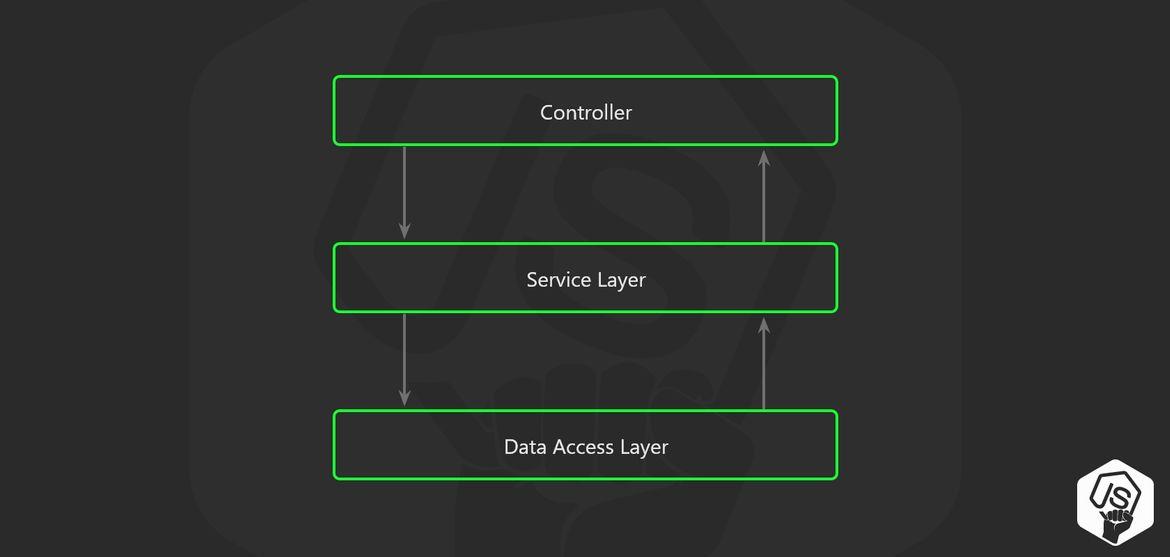 Controller
Service Layer
Data Access Layer
JS